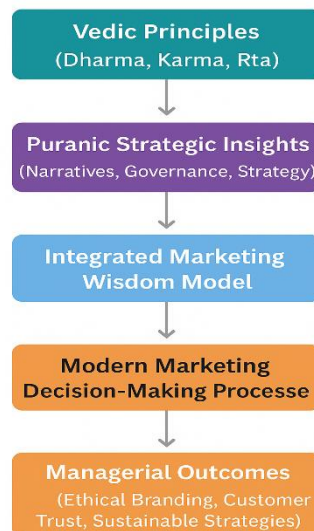 Vedic Principles
(Dharma, Karma, Rta)
Puranic Strategic Insights
(Narratives, Governance, Strategy)
Integrated Marketing
Wisdom Model
Modern Marketing
Decision-Making Processe
Managerial Outcomes
(Ethical Branding, Customer
Trust, Sustainable Strategies)